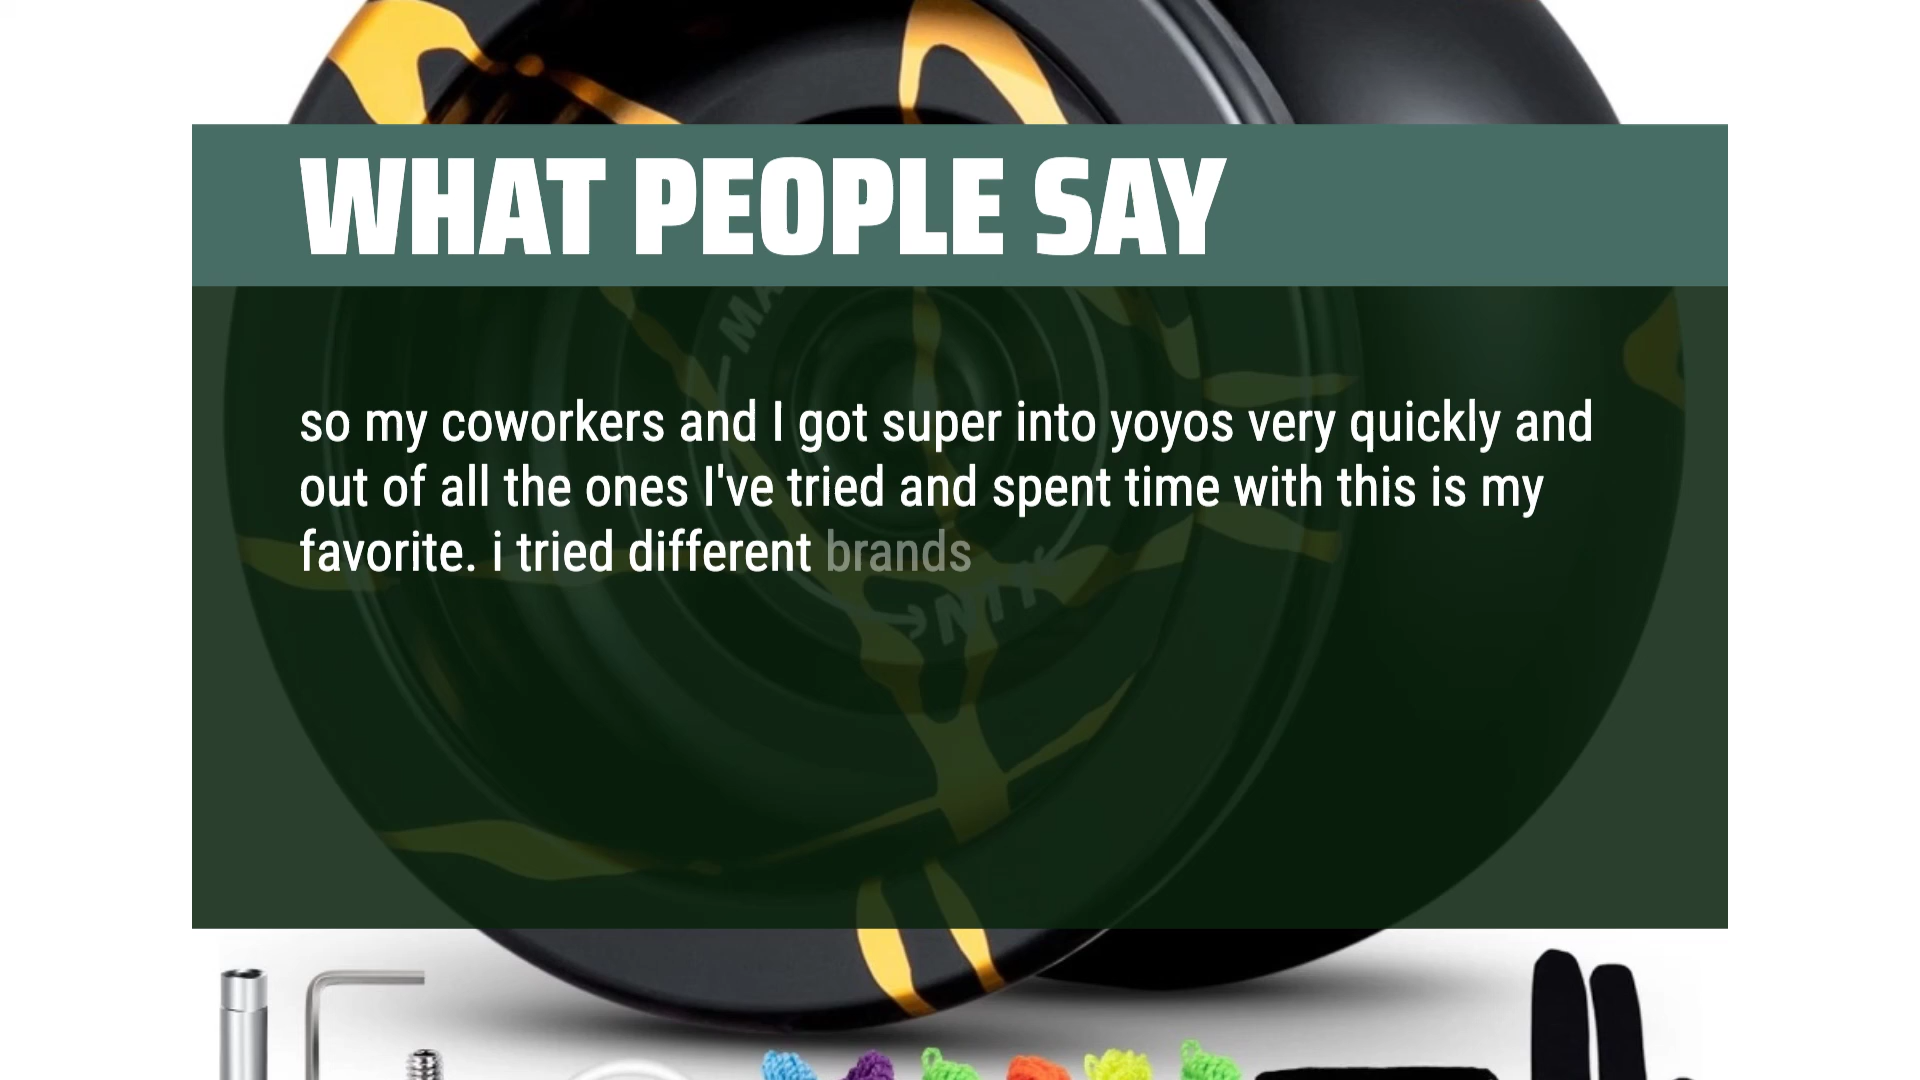 WHAT PEOPLE SAY
so my coworkers and I got super into yoyos very quickly and
out of all the ones I've tried and spent time with this is my
favorite. i tried different brands